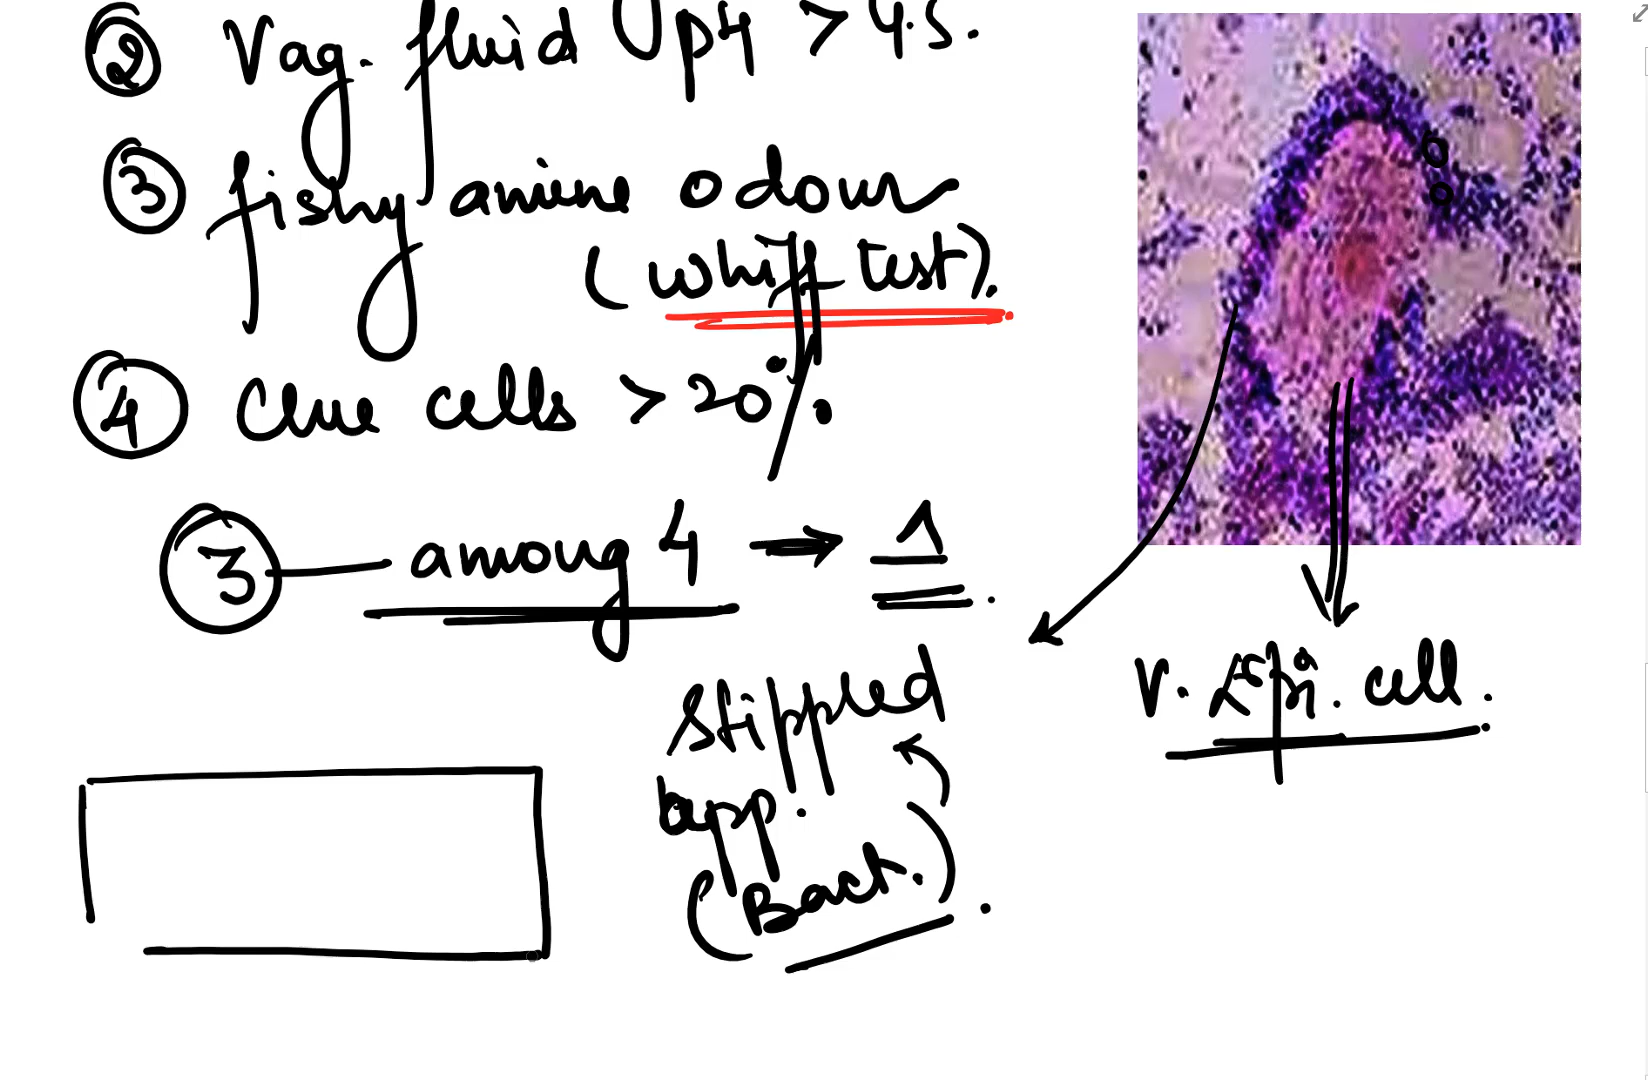 ② Vag. fluid pH > 4.5.
③ fishy amine odour
(whiff test).
④ Clue cells > 20%.
③ — among 4 → Δ
stippled
app.
(Bact.)
V. Epi. cell.